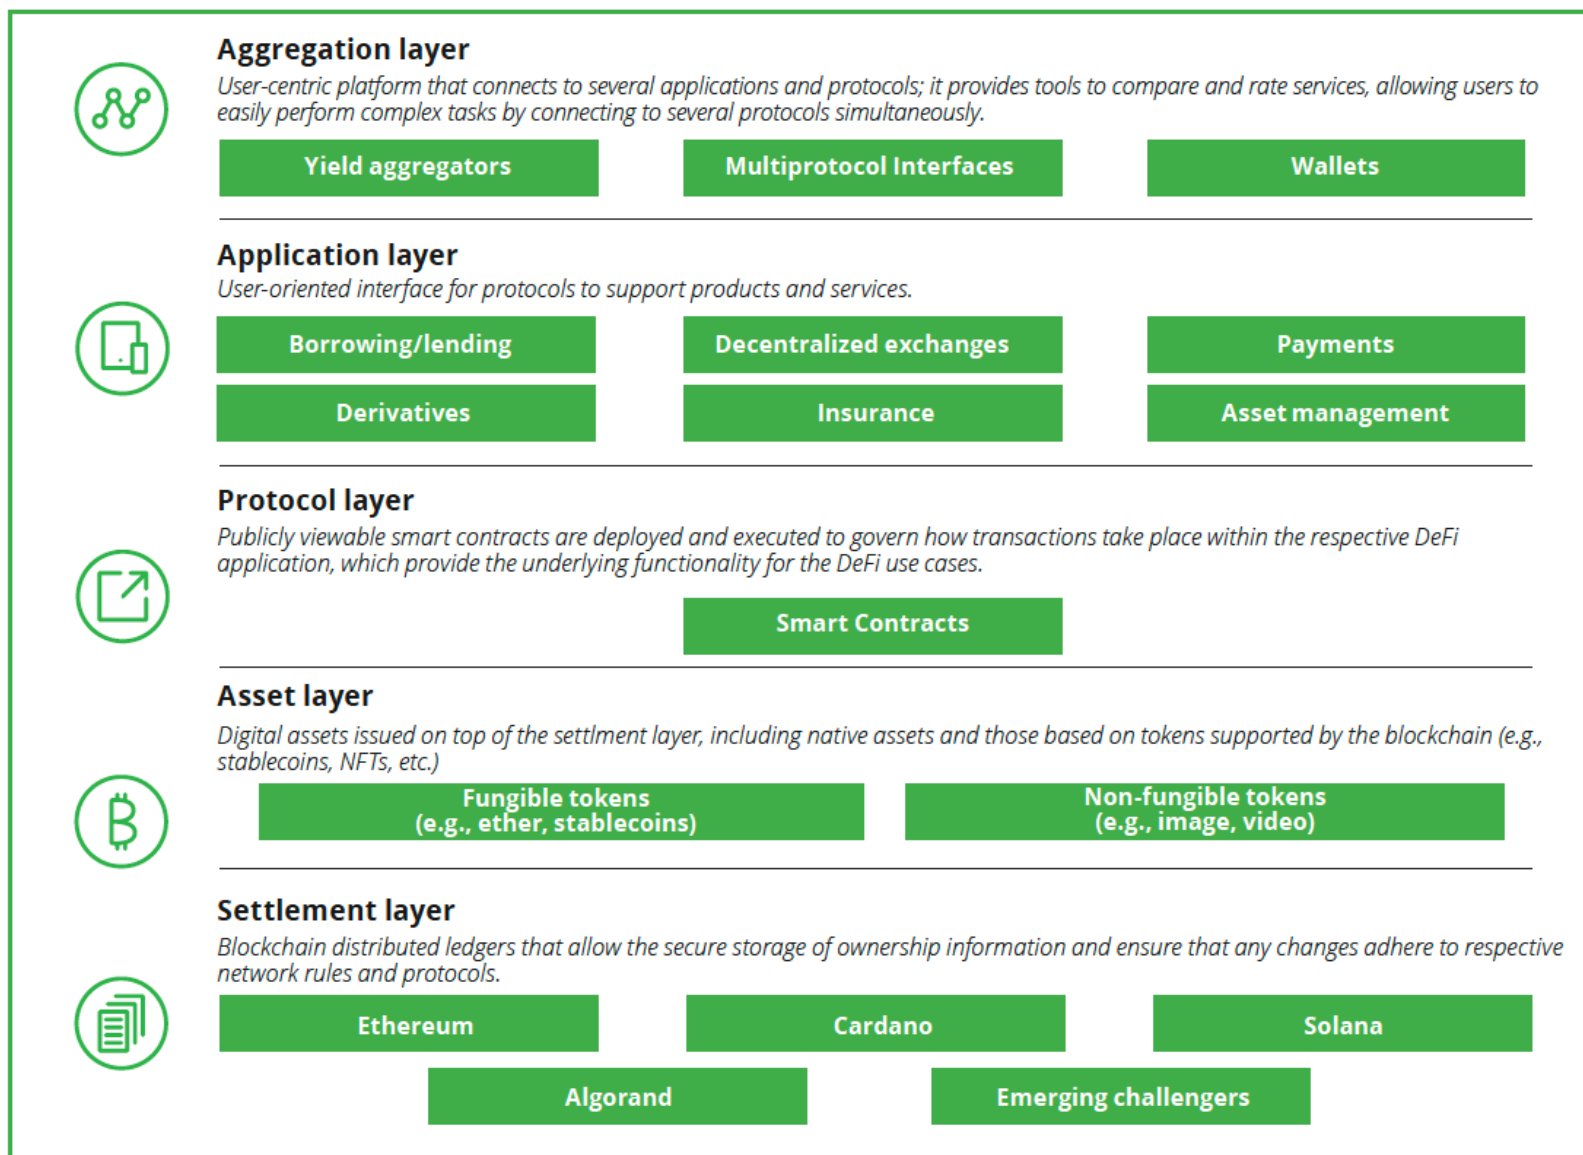 Aggregation layer
User-centric platform that connects to several applications and protocols; it provides tools to compare and rate services, allowing users to
easily perform complex tasks by connecting to several protocols simultaneously.
Yield aggregators
Multiprotocol Interfaces
Wallets
Application layer
User-oriented interface for protocols to support products and services.
Borrowing/lending
Decentralized exchanges
Payments
Derivatives
Insurance
Asset management
Protocol layer
Publicly viewable smart contracts are deployed and executed to govern how transactions take place within the respective DeFi
application, which provide the underlying functionality for the DeFi use cases.
Smart Contracts
Asset layer
Digital assets issued on top of the settlment layer, including native assets and those based on tokens supported by the blockchain (e.g.,
stablecoins, NFTs, etc.)
Fungible tokens
(e.g., ether, stablecoins)
Non-fungible tokens
(e.g., image, video)
Settlement layer
Blockchain distributed ledgers that allow the secure storage of ownership information and ensure that any changes adhere to respective
network rules and protocols.
Ethereum
Cardano
Solana
Algorand
Emerging challengers